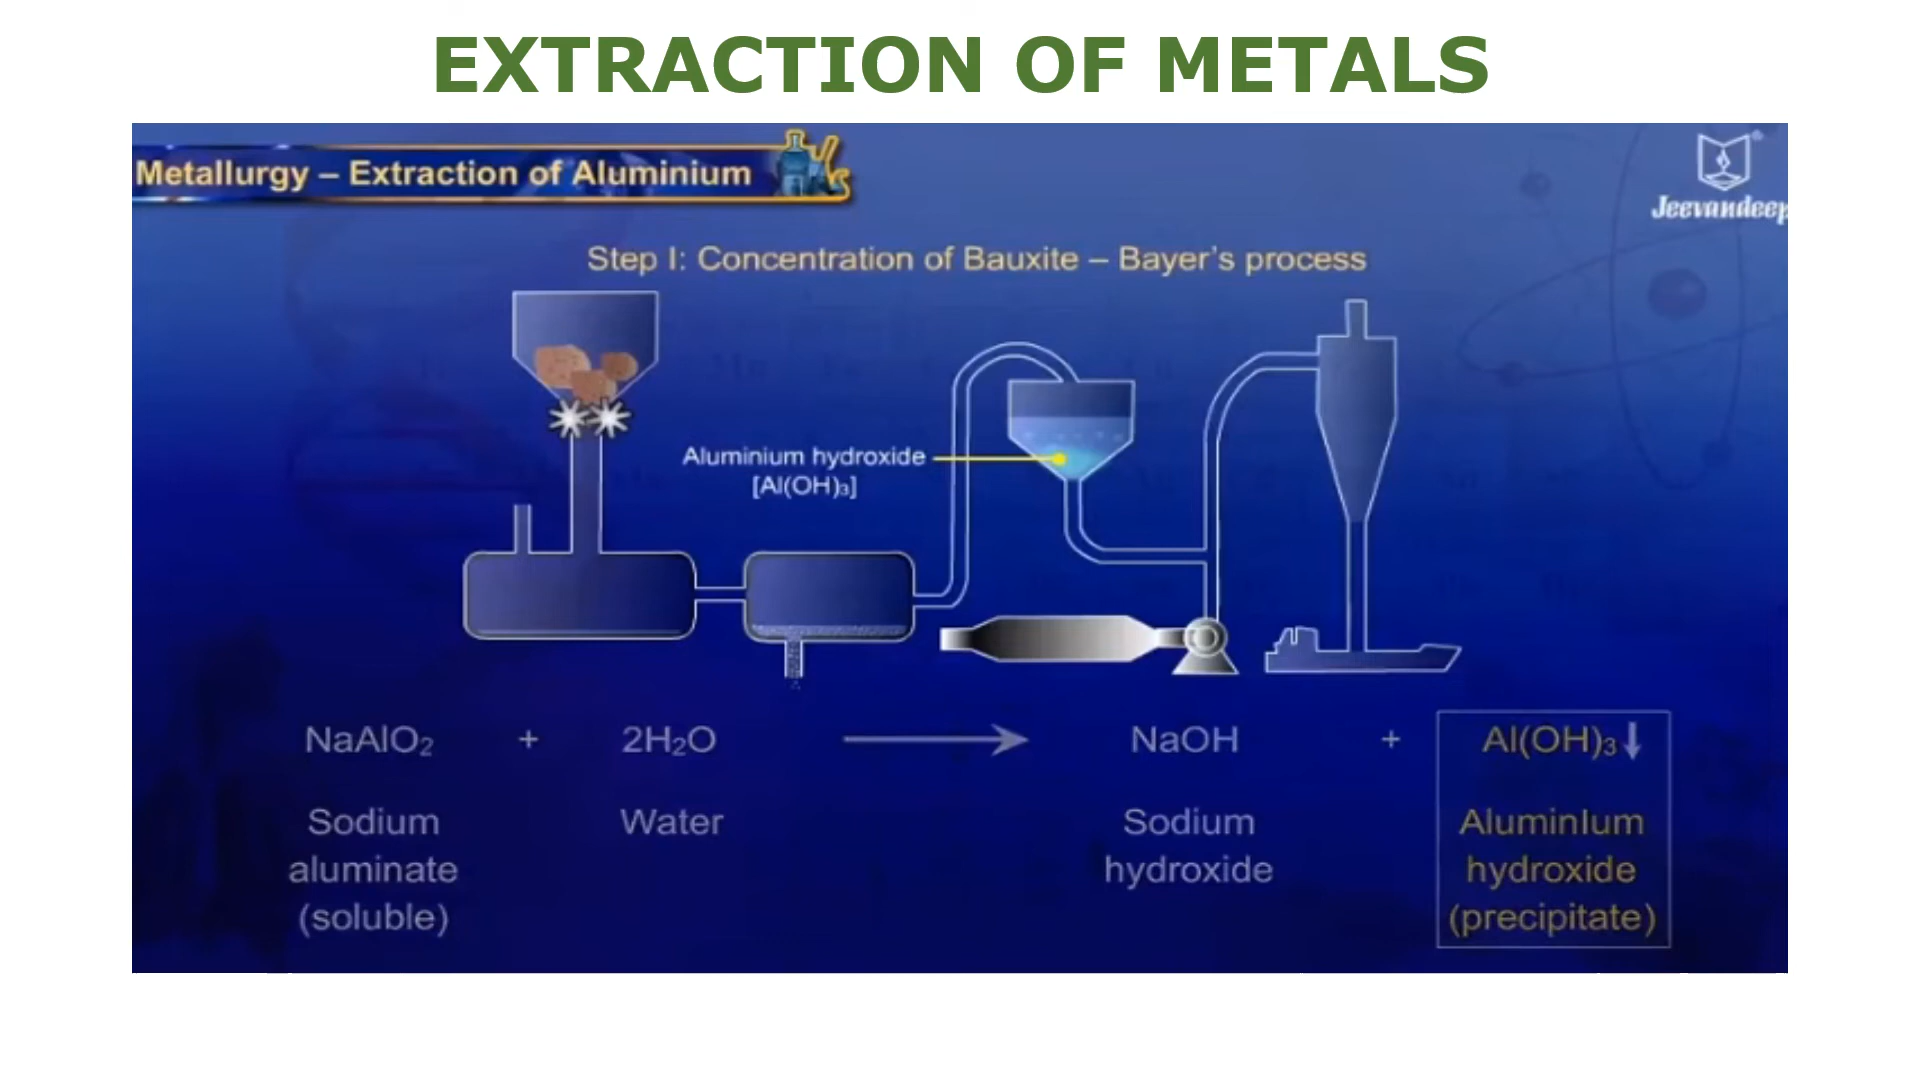 EXTRACTION OF METALS
Metallurgy – Extraction of Aluminium
Jeevandeep
Step I: Concentration of Bauxite – Bayer's process
Aluminium hydroxide
[Al(OH)₃]
NaAlO₂ + 2H₂O → NaOH + Al(OH)₃↓
Sodium aluminate (soluble)
Water
Sodium hydroxide
AluminIum hydroxide (precipitate)